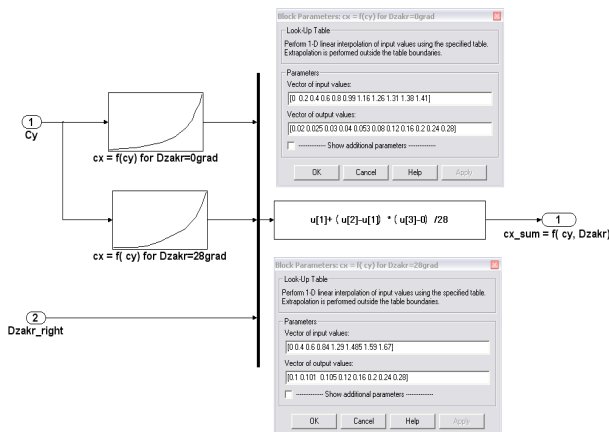 Block Parameters: cx = f(cy) for Dzakr=0grad
Look-Up Table
Perform 1-D linear interpolation of input values using the specified table.
Extrapolation is performed outside the table boundaries.
Parameters
Vector of input values:
[0 0.2 0.4 0.6 0.8 0.99 1.16 1.26 1.31 1.38 1.41]
Vector of output values:
[0.02 0.025 0.03 0.04 0.053 0.08 0.12 0.16 0.2 0.24 0.28]
------------- Show additional parameters -------------
OK Cancel Help Apply
1
Cy
cx = f(cy) for Dzakr=0grad
cx = f( cy) for Dzakr=28grad
u[1]+ ( u[2]-u[1] ) * ( u[3]-0 ) /28
1
cx_sum = f( cy, Dzakr)
2
Dzakr_right
Block Parameters: cx = f( cy) for Dzakr=28grad
Look-Up Table
Perform 1-D linear interpolation of input values using the specified table.
Extrapolation is performed outside the table boundaries.
Parameters
Vector of input values:
[0 0.4 0.6 0.84 1.29 1.485 1.59 1.67]
Vector of output values:
[0.1 0.101 0.105 0.12 0.16 0.2 0.24 0.28]
------------- Show additional parameters -------------
OK Cancel Help Apply